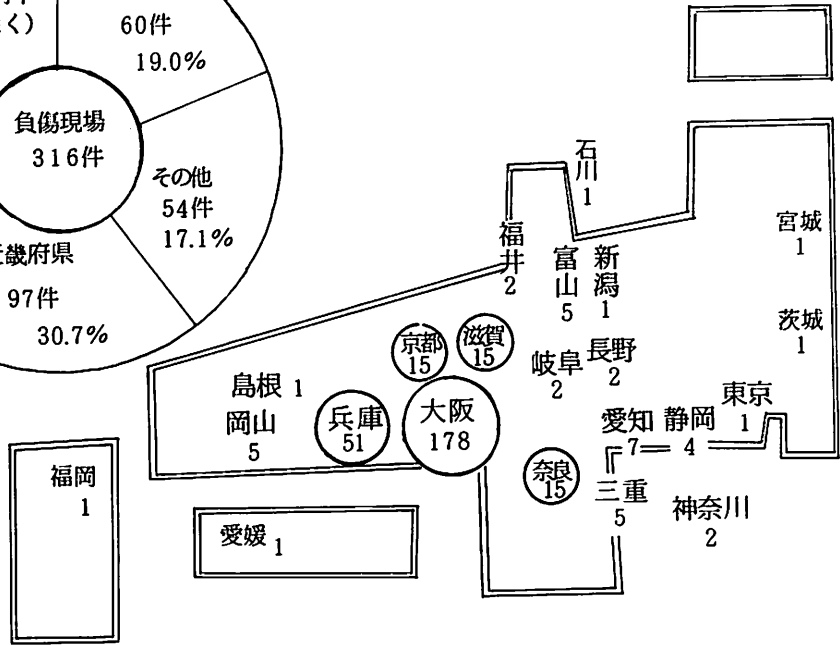 く）
60件
19.0%
負傷現場
316件
その他
54件
17.1%
畿府県
97件
30.7%
石川
1
宮城
1
福井
2
富山
5
新潟
1
茨城
1
京都
15
滋賀
15
岐阜
2
長野
2
島根 1
岡山
5
兵庫
51
大阪
178
愛知
7
静岡
4
東京
1
福岡
1
奈良
15
三重
5
神奈川
2
愛媛 1